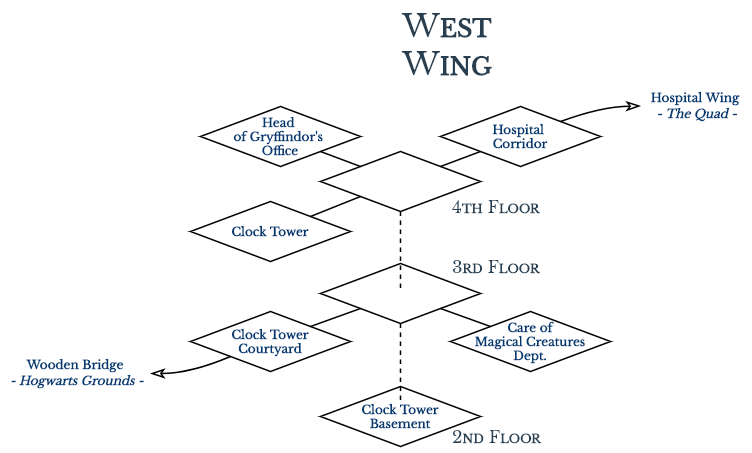 West
Wing
Hospital Wing
- The Quad -
Head
of Gryffindor's
Office
Hospital
Corridor
4th Floor
Clock Tower
3rd Floor
Clock Tower
Courtyard
Care of
Magical Creatures
Dept.
Wooden Bridge
- Hogwarts Grounds -
Clock Tower
Basement
2nd Floor